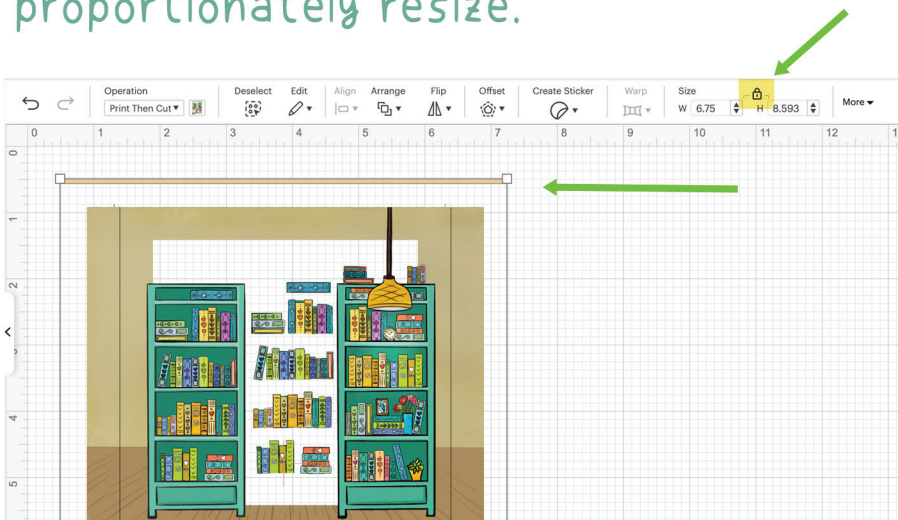 proportionately resize.
Operation Deselect Edit Align Arrange Flip Offset Create Sticker Warp Size
Print Then Cut W 6.75 H 8.593 More
0 1 2 3 4 5 6 7 8 9 10 11 12 1
0
1
2
4
5